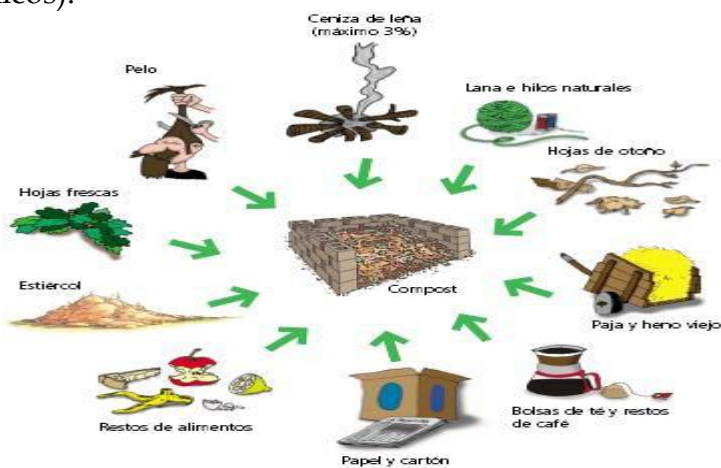 icos).
Ceniza de leña
(máximo 3%)
Pelo
Lana e hilos naturales
Hojas de otoño
Hojas frescas
Estiércol
Compost
Paja y heno viejo
Restos de alimentos
Bolsas de té y restos
de café
Papel y cartón